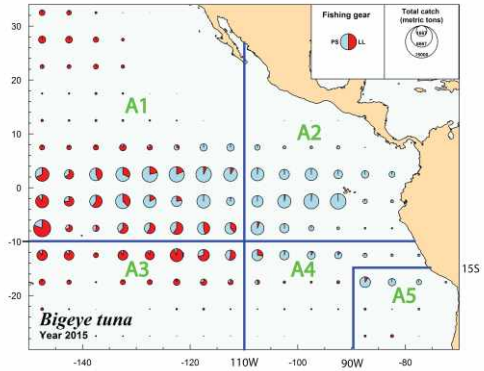 Fishing gear
PS LL
Total catch
(metric tons)
30
20
10
0
-10
-20
A1
A2
A3
A4
A5
15S
Bigeye tuna
Year 2015
-140
-120
110W
-100
90W
-80